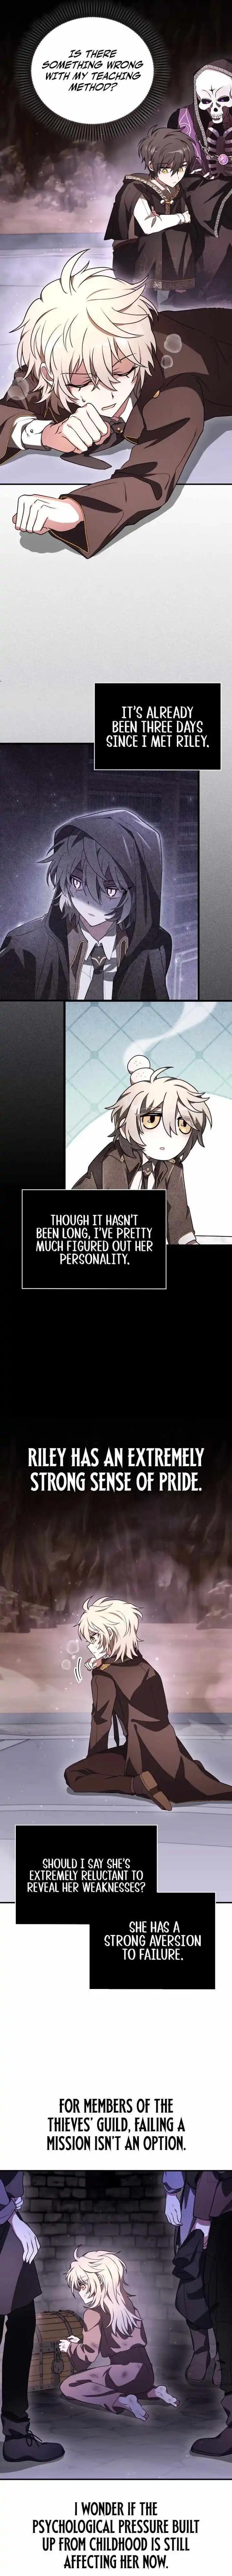 IS THERE
SOMETHING WRONG
WITH MY TEACHING
METHOD?
IT'S ALREADY
BEEN THREE DAYS
SINCE I MET RILEY.
THOUGH IT HASN'T
BEEN LONG, I'VE PRETTY
MUCH FIGURED OUT HER
PERSONALITY.
RILEY HAS AN EXTREMELY
STRONG SENSE OF PRIDE.
SHOULD I SAY SHE'S
EXTREMELY RELUCTANT TO
REVEAL HER WEAKNESSES?
SHE HAS A
STRONG AVERSION
TO FAILURE.
FOR MEMBERS OF THE
THIEVES' GUILD, FAILING A
MISSION ISN'T AN OPTION.
I WONDER IF THE
PSYCHOLOGICAL PRESSURE BUILT
UP FROM CHILDHOOD IS STILL
AFFECTING HER NOW.